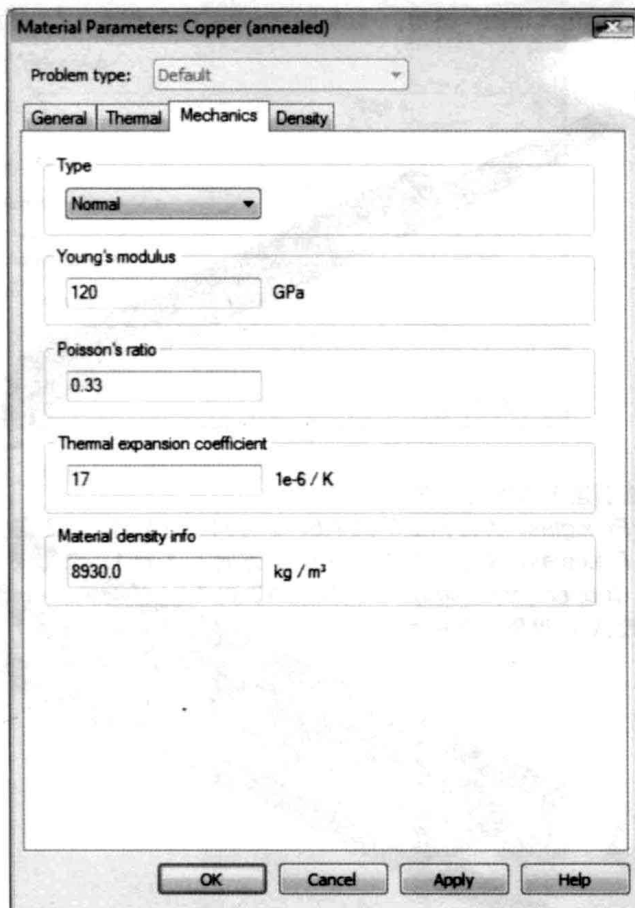 Material Parameters: Copper (annealed)
Problem type: Default
General Thermal Mechanics Density
Type
Normal
Young's modulus
120 GPa
Poisson's ratio
0.33
Thermal expansion coefficient
17 1e-6 / K
Material density info
8930.0 kg / m³
OK Cancel Apply Help